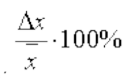 . Δx / x̄ · 100%